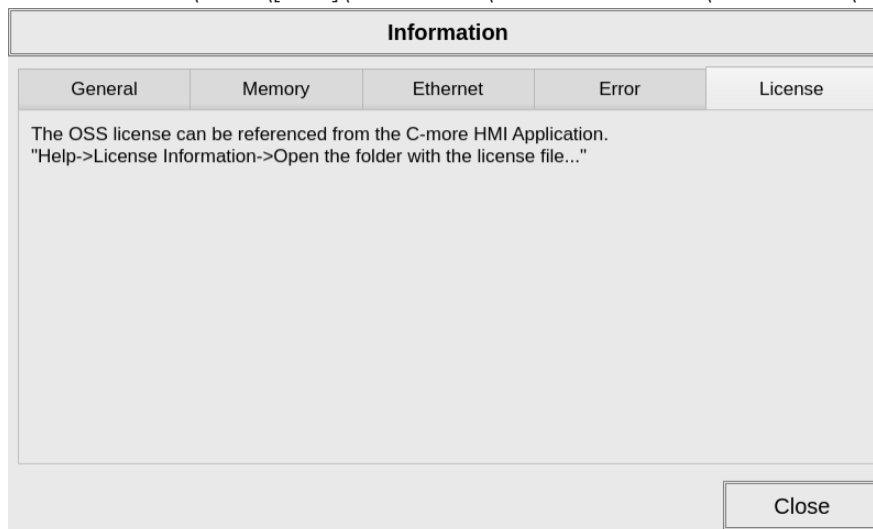 Information
General Memory Ethernet Error License
The OSS license can be referenced from the C-more HMI Application.
"Help->License Information->Open the folder with the license file..."
Close